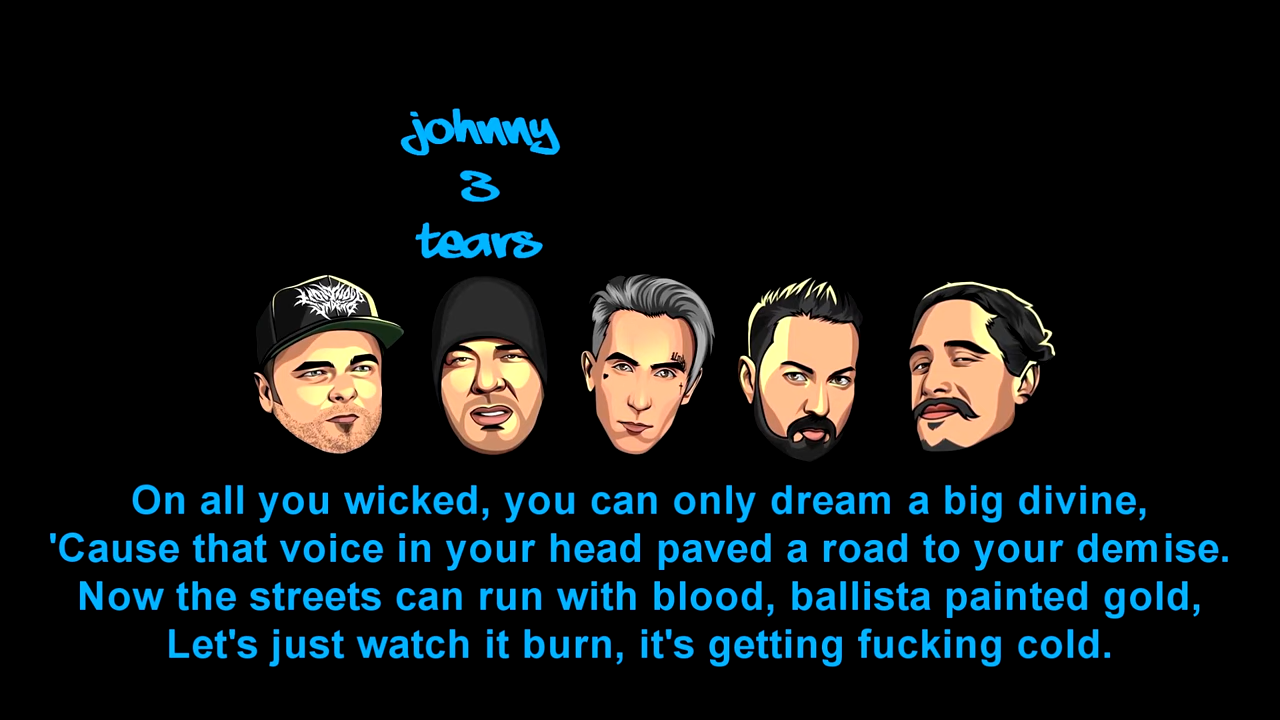 johnny
3
tears
On all you wicked, you can only dream a big divine,
'Cause that voice in your head paved a road to your demise.
Now the streets can run with blood, ballista painted gold,
Let's just watch it burn, it's getting fucking cold.